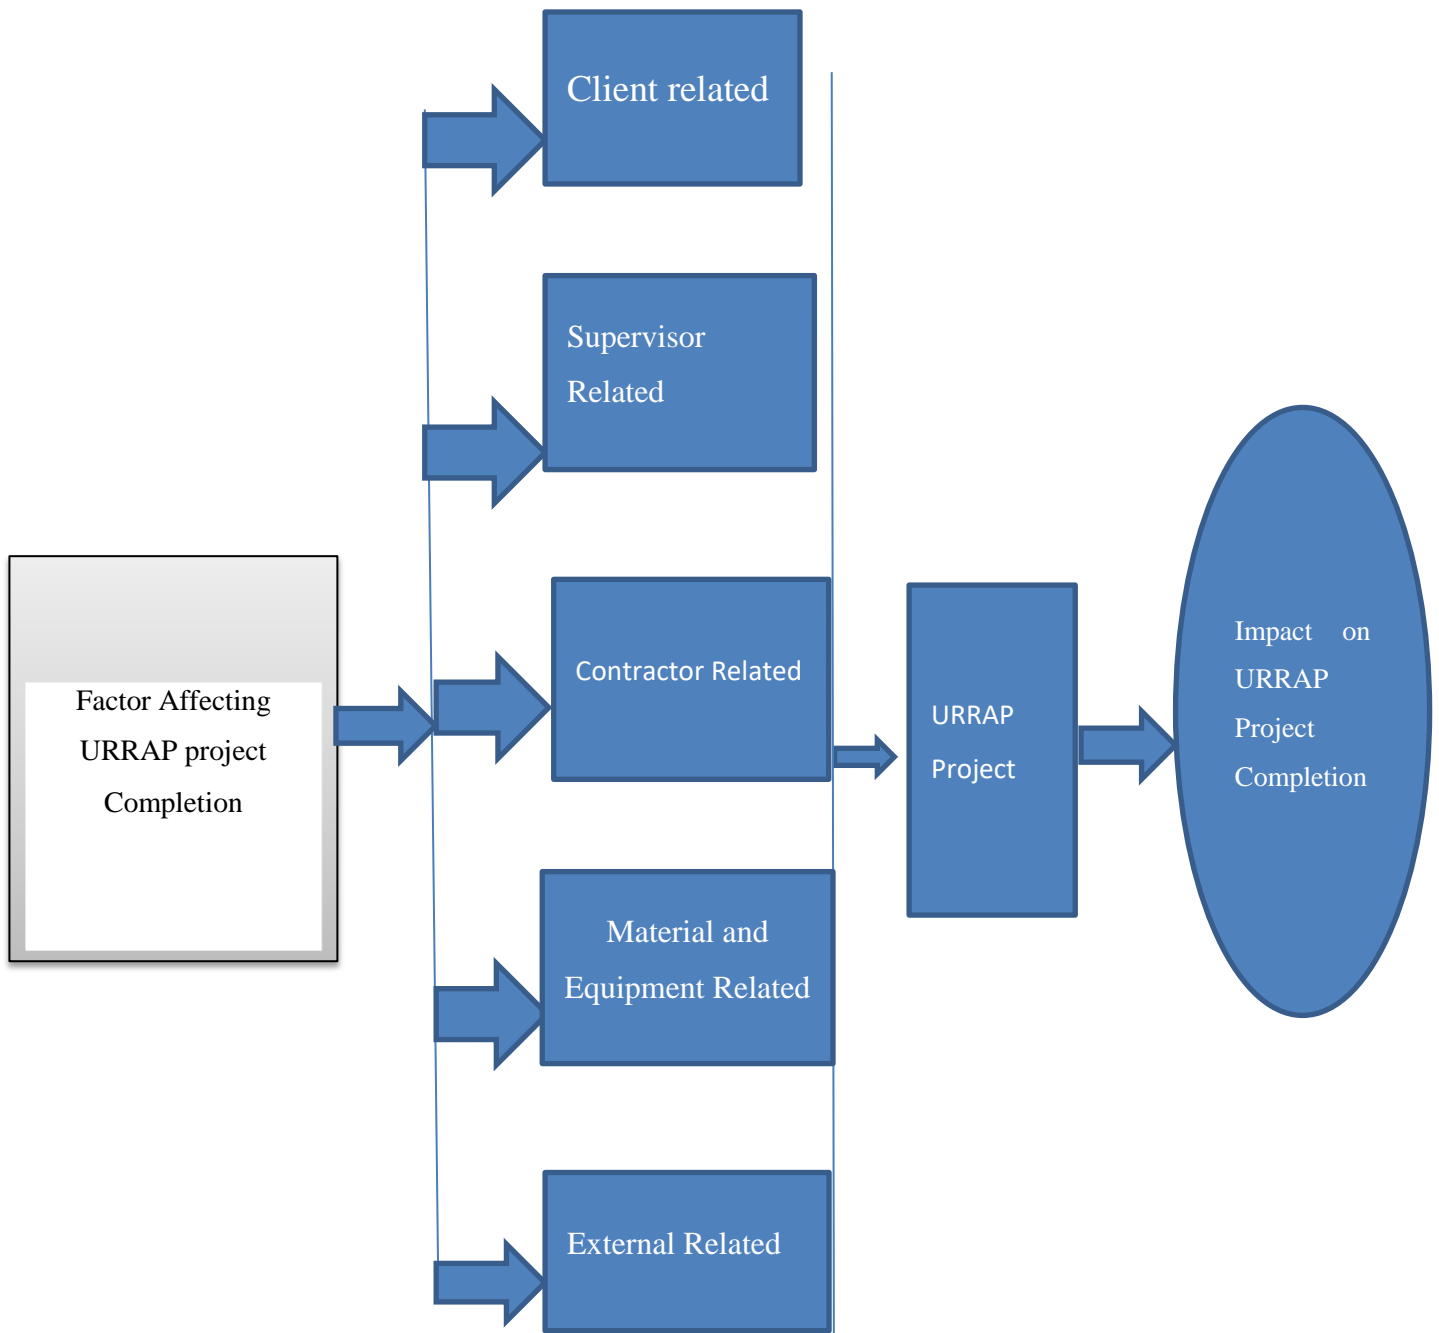 Client related
Supervisor
Related
Factor Affecting
URRAP project
Completion
Contractor Related
Material and
Equipment Related
External Related
URRAP
Project
Impact on
URRAP
Project
Completion